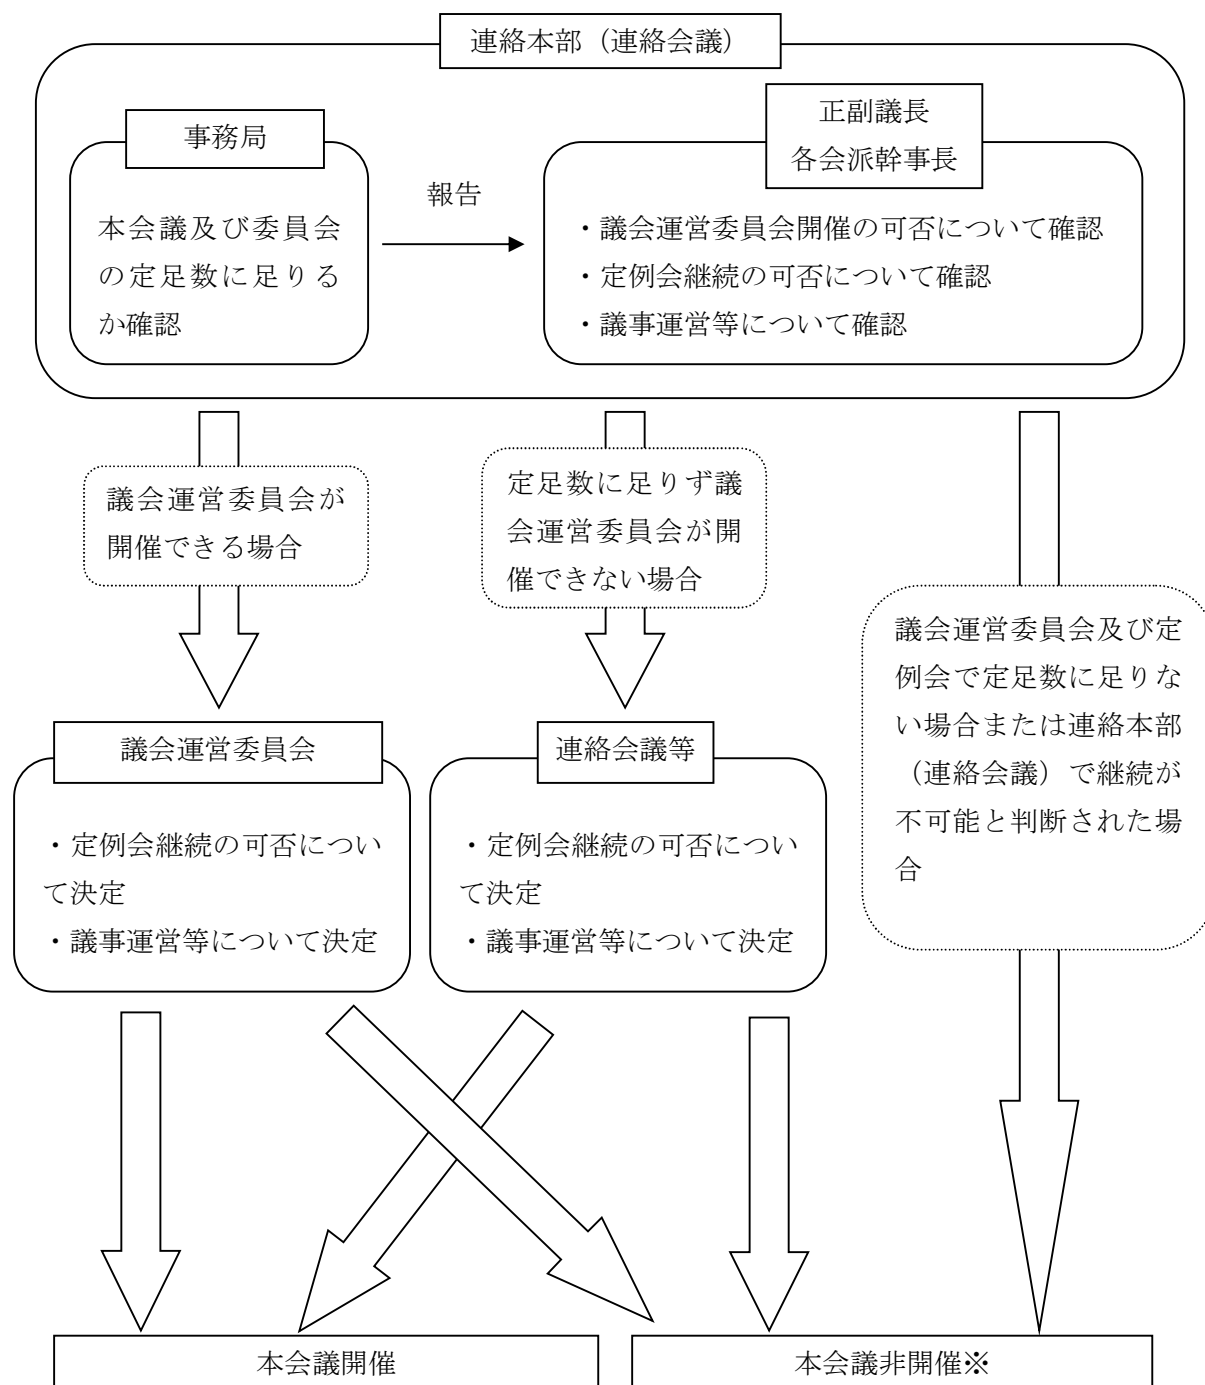 連絡本部（連絡会議）
事務局
本会議及び委員会
の定足数に足りる
か確認
報告
正副議長
各会派幹事長
・議会運営委員会開催の可否について確認
・定例会継続の可否について確認
・議事運営等について確認
議会運営委員会が
開催できる場合
定足数に足りず議
会運営委員会が開
催できない場合
議会運営委員会及び定
例会で定足数に足りな
い場合または連絡本部
（連絡会議）で継続が
不可能と判断された場
合
議会運営委員会
・定例会継続の可否につい
て決定
・議事運営等について決定
連絡会議等
・定例会継続の可否につい
て決定
・議事運営等について決定
本会議開催
本会議非開催※